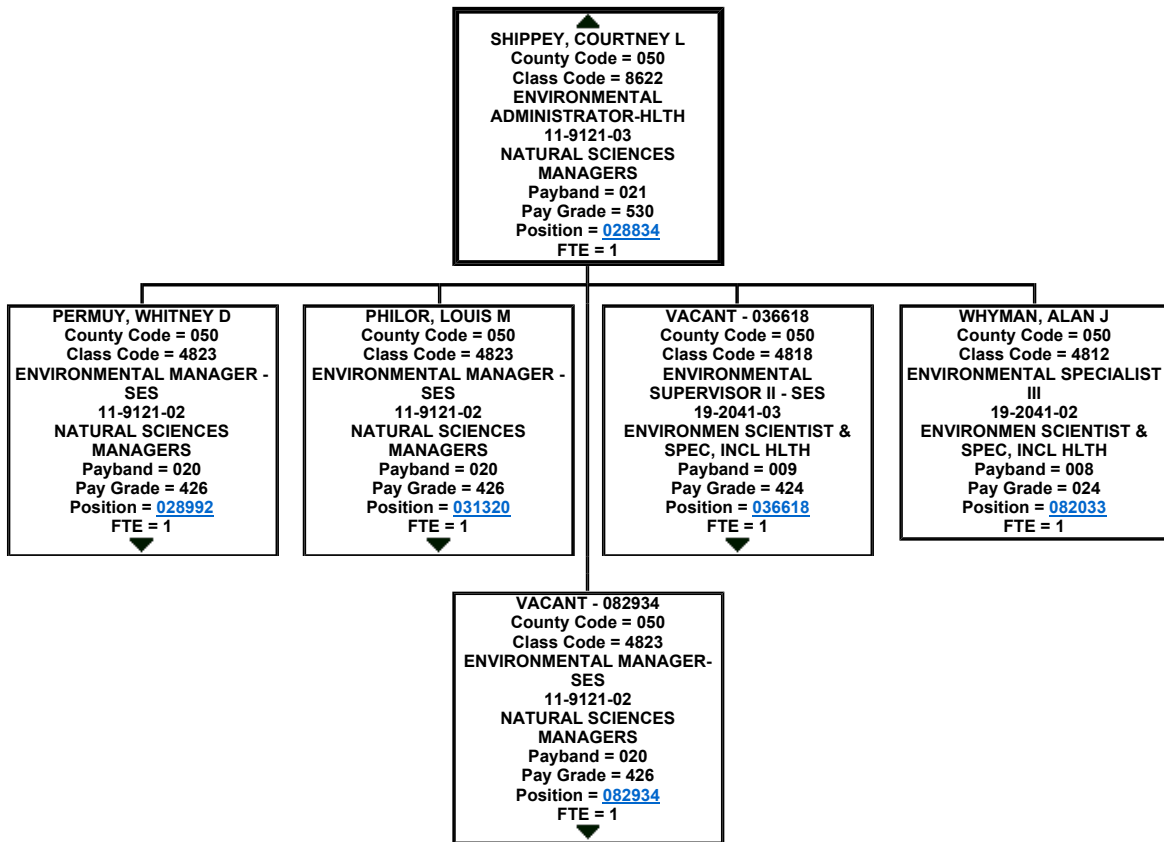 SHIPPEY, COURTNEY L
County Code = 050
Class Code = 8622
ENVIRONMENTAL
ADMINISTRATOR-HLTH
11-9121-03
NATURAL SCIENCES
MANAGERS
Payband = 021
Pay Grade = 530
Position = 028834
FTE = 1
PERMUY, WHITNEY D
County Code = 050
Class Code = 4823
ENVIRONMENTAL MANAGER -
SES
11-9121-02
NATURAL SCIENCES
MANAGERS
Payband = 020
Pay Grade = 426
Position = 028992
FTE = 1
PHILOR, LOUIS M
County Code = 050
Class Code = 4823
ENVIRONMENTAL MANAGER -
SES
11-9121-02
NATURAL SCIENCES
MANAGERS
Payband = 020
Pay Grade = 426
Position = 031320
FTE = 1
VACANT - 036618
County Code = 050
Class Code = 4818
ENVIRONMENTAL
SUPERVISOR II - SES
19-2041-03
ENVIRONMEN SCIENTIST &
SPEC, INCL HLTH
Payband = 009
Pay Grade = 424
Position = 036618
FTE = 1
WHYMAN, ALAN J
County Code = 050
Class Code = 4812
ENVIRONMENTAL SPECIALIST
III
19-2041-02
ENVIRONMEN SCIENTIST &
SPEC, INCL HLTH
Payband = 008
Pay Grade = 024
Position = 082033
FTE = 1
VACANT - 082934
County Code = 050
Class Code = 4823
ENVIRONMENTAL MANAGER-
SES
11-9121-02
NATURAL SCIENCES
MANAGERS
Payband = 020
Pay Grade = 426
Position = 082934
FTE = 1